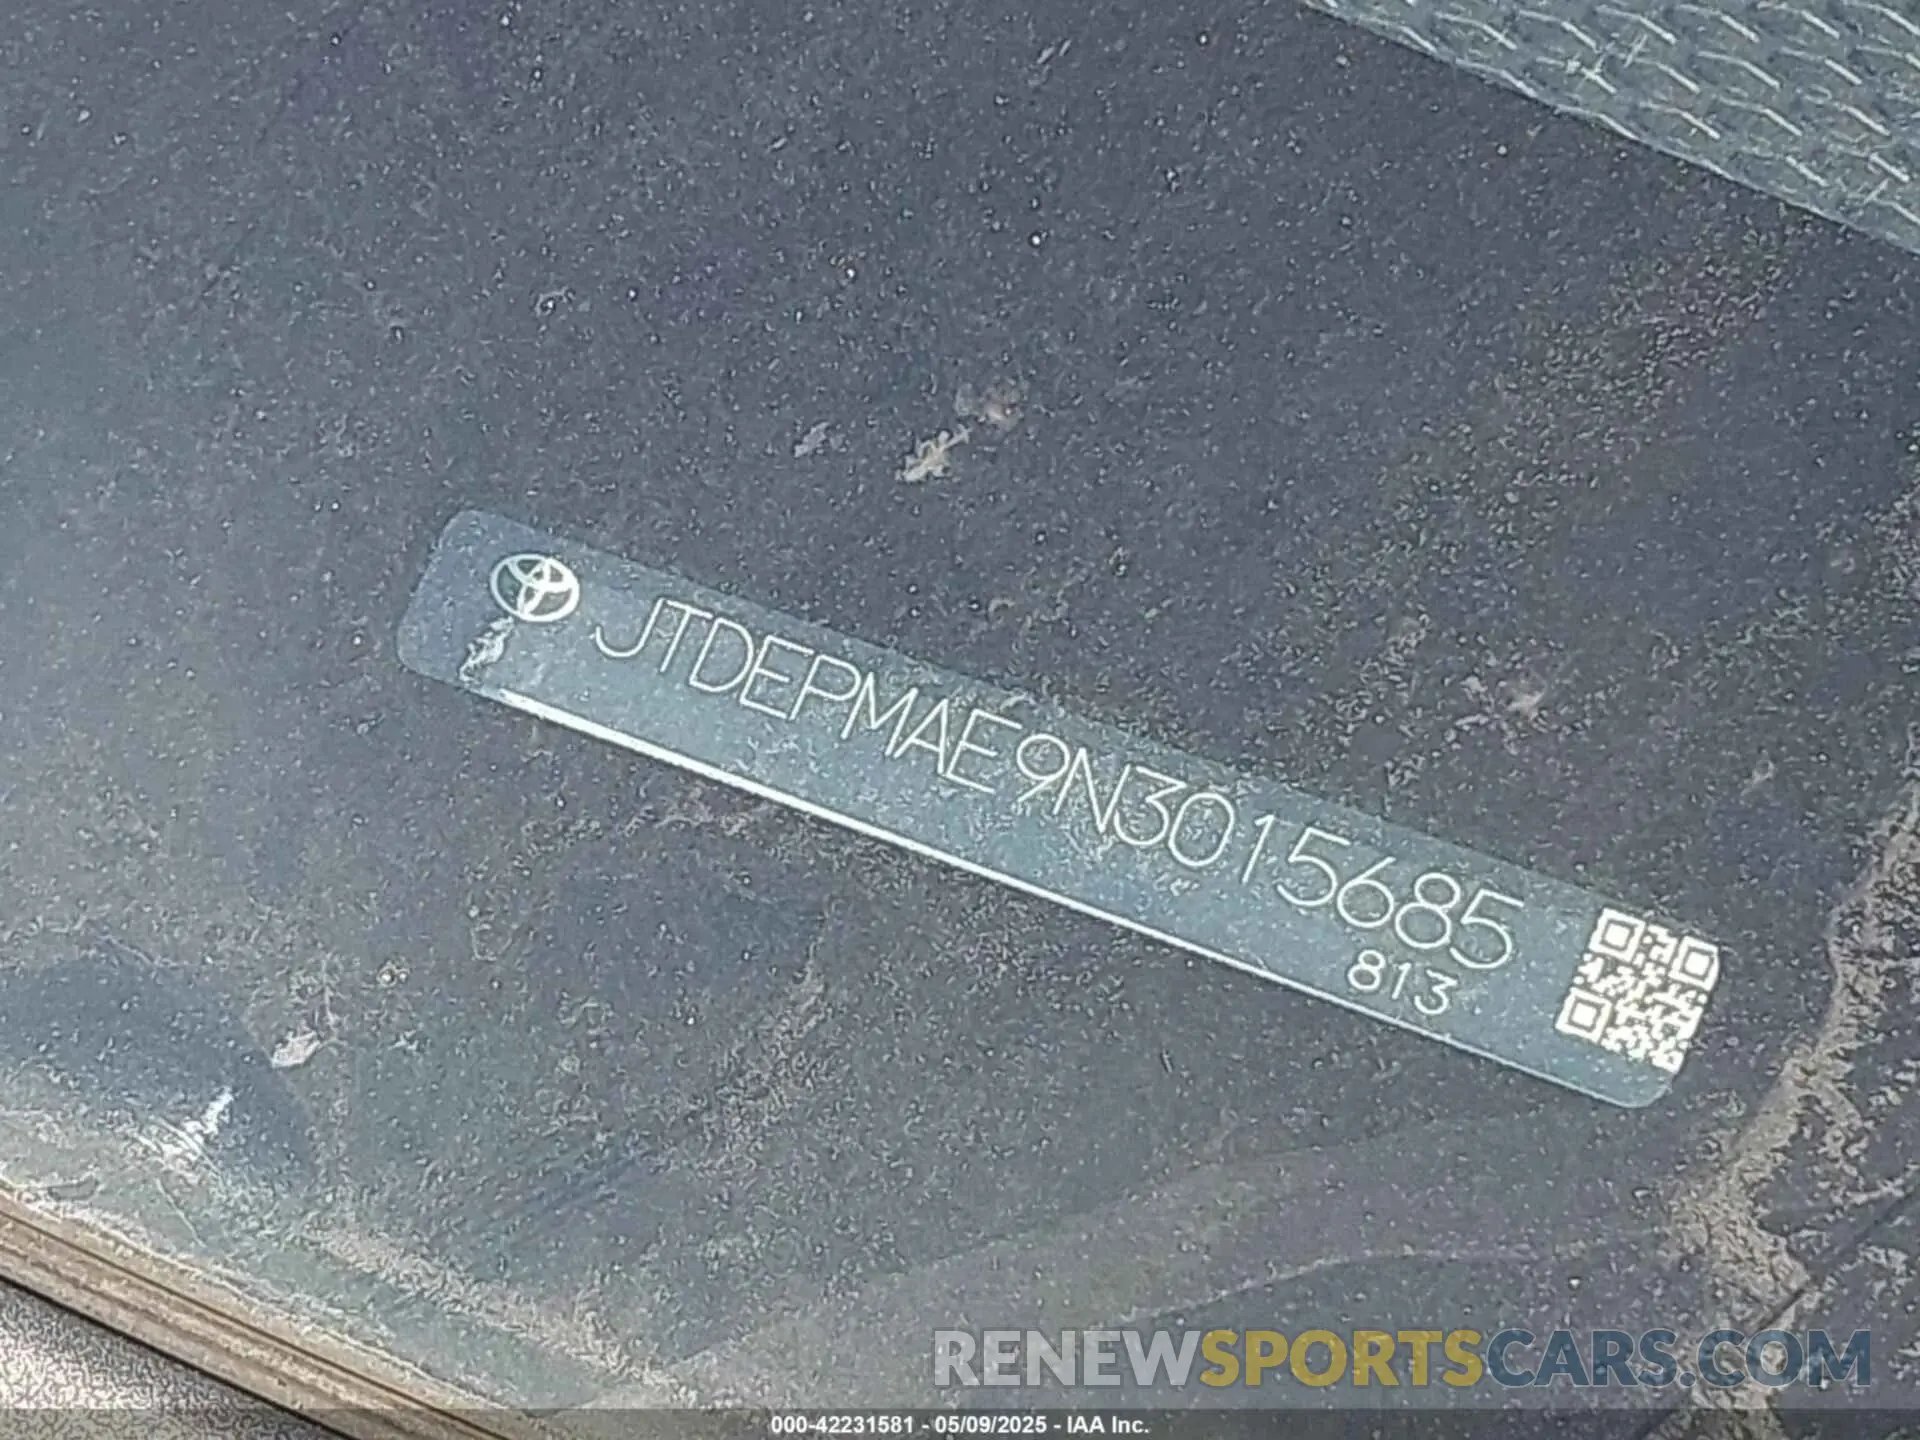 JTDEPMAE9N3015685
813
RENEWSPORTSCARS.COM
000-42231581 - 05/09/2025 - IAA Inc.